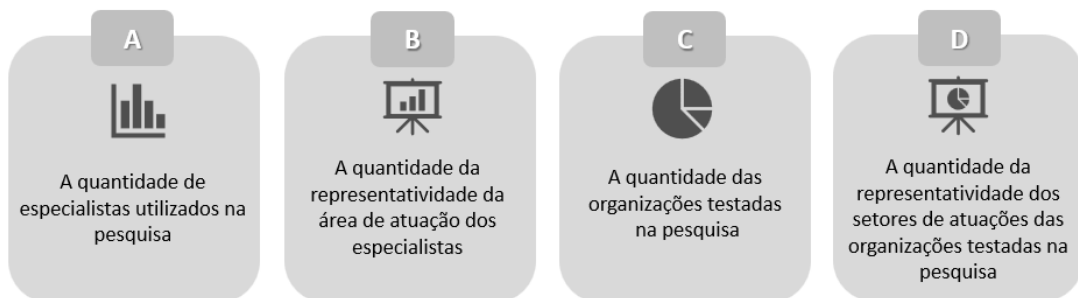 A
A quantidade de
especialistas utilizados na
pesquisa
B
A quantidade da
representatividade da
área de atuação dos
especialistas
C
A quantidade das
organizações testadas
na pesquisa
D
A quantidade da
representatividade dos
setores de atuações das
organizações testadas na
pesquisa